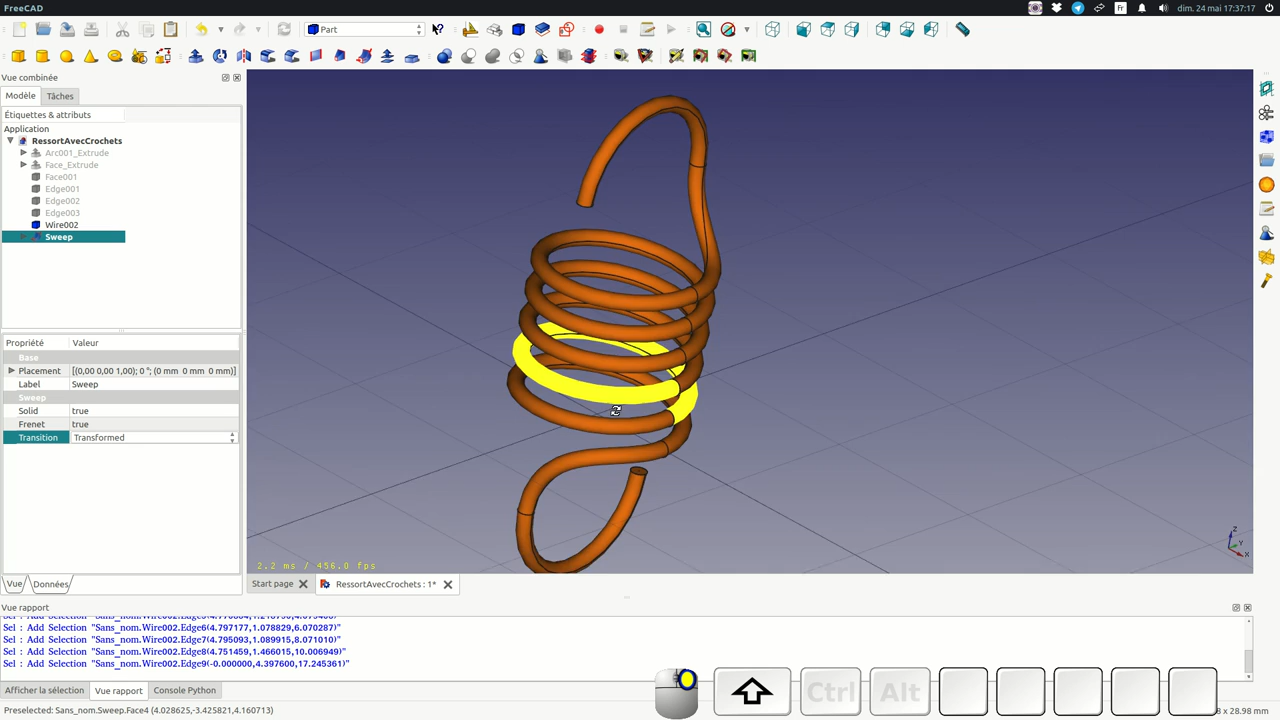 FreeCAD
Fr
dim. 24 mai 17:37:17
Part
Vue combinée
Modèle
Tâches
Étiquettes & attributs
Application
RessortAvecCrochets
Arc001_Extrude
Face_Extrude
Face001
Edge001
Edge002
Edge003
Wire002
Sweep
Propriété
Valeur
Base
Placement
[(0,00 0,00 1,00); 0 °; (0 mm 0 mm 0 mm)]
Label
Sweep
Sweep
Solid
true
Frenet
true
Transition
Transformed
2.2 ms / 456.0 fps
Z
Y
X
Vue
Données
Start page
RessortAvecCrochets : 1*
Vue rapport
Sel : Add Selection "Sans_nom.Wire002.Edge6(4.797177,1.078829,6.070287)"
Sel : Add Selection "Sans_nom.Wire002.Edge7(4.795093,1.089915,8.071010)"
Sel : Add Selection "Sans_nom.Wire002.Edge8(4.751459,1.466015,10.006949)"
Sel : Add Selection "Sans_nom.Wire002.Edge9(-0.000000,4.397600,17.245361)"
Afficher la sélection
Vue rapport
Console Python
Ctrl
Alt
Preselected: Sans_nom.Sweep.Face4 (4.028625,-3.425821,4.160713)
x 28.98 mm